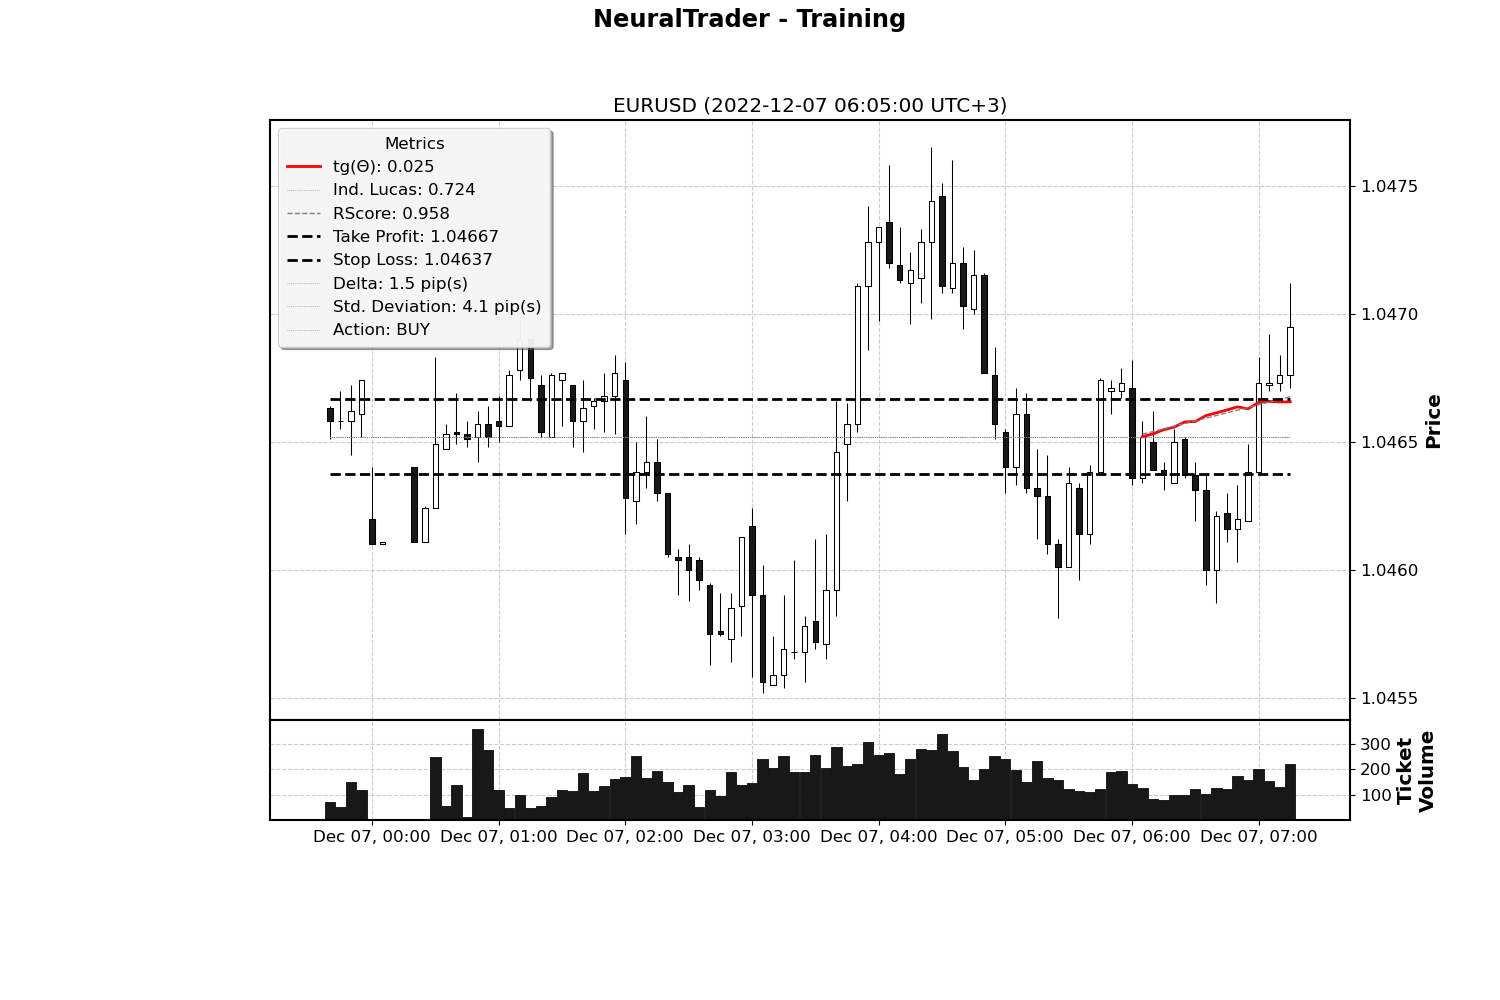 NeuralTrader - Training
EURUSD (2022-12-07 06:05:00 UTC+3)
Metrics
tg(Θ): 0.025
Ind. Lucas: 0.724
RScore: 0.958
Take Profit: 1.04667
Stop Loss: 1.04637
Delta: 1.5 pip(s)
Std. Deviation: 4.1 pip(s)
Action: BUY
1.0475
1.0470
1.0465
1.0460
1.0455
Price
300
200
100
Ticket
Volume
Dec 07, 00:00 Dec 07, 01:00 Dec 07, 02:00 Dec 07, 03:00 Dec 07, 04:00 Dec 07, 05:00 Dec 07, 06:00 Dec 07, 07:00